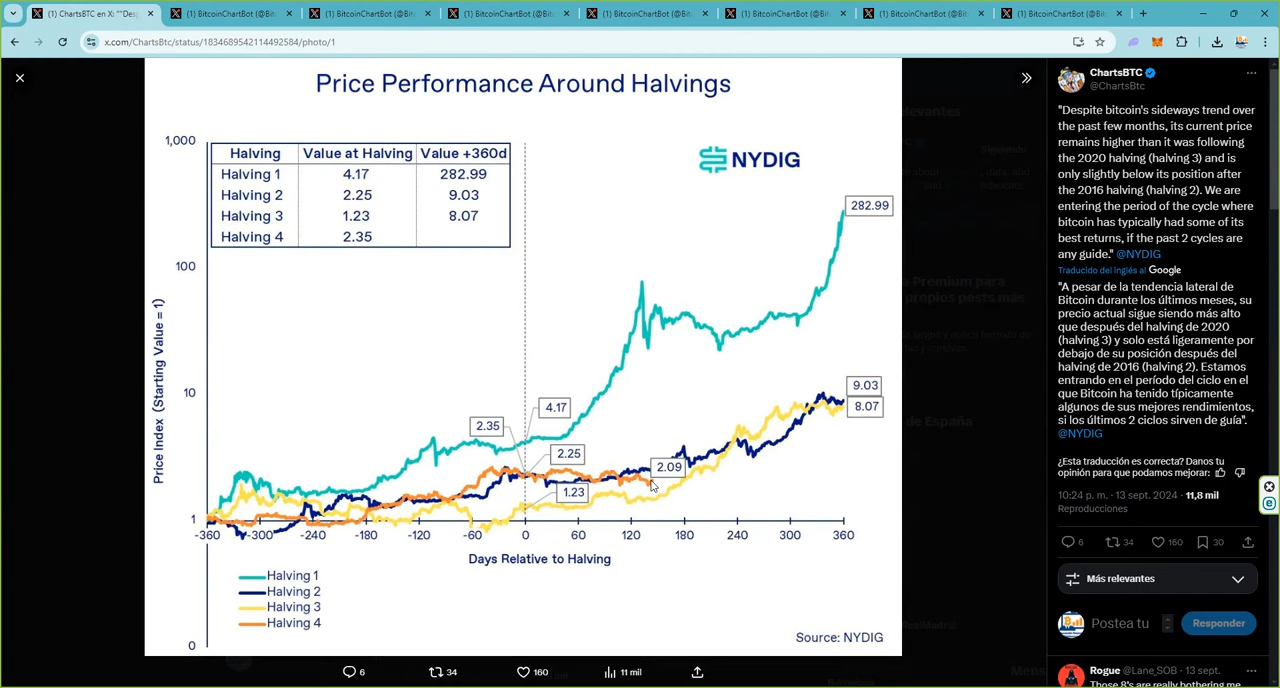 (1) ChartsBTC en X: ""Desp
(1) BitcoinChartBot (@Bitc
(1) BitcoinChartBot (@Bitc
(1) BitcoinChartBot (@Bitc
(1) BitcoinChartBot (@Bitc
(1) BitcoinChartBot (@Bitc
(1) BitcoinChartBot (@Bitc
(1) BitcoinChartBot (@Bitc
x.com/ChartsBtc/status/1834689542114492584/photo/1
Price Performance Around Halvings
Halving Value at Halving Value +360d
Halving 1 4.17 282.99
Halving 2 2.25 9.03
Halving 3 1.23 8.07
Halving 4 2.35
NYDIG
Price Index (Starting Value = 1)
1,000
100
10
1
0
282.99
9.03
8.07
4.17
2.35
2.25
2.09
1.23
-360 -300 -240 -180 -120 -60 0 60 120 180 240 300 360
Days Relative to Halving
Halving 1
Halving 2
Halving 3
Halving 4
Source: NYDIG
6 34 160 11 mil
ChartsBTC
@ChartsBtc
"Despite bitcoin's sideways trend over
the past few months, its current price
remains higher than it was following
the 2020 halving (halving 3) and is
only slightly below its position after
the 2016 halving (halving 2). We are
entering the period of the cycle where
bitcoin has typically had some of its
best returns, if the past 2 cycles are
any guide." @NYDIG
Traducido del inglés al Google
"A pesar de la tendencia lateral de
Bitcoin durante los últimos meses, su
precio actual sigue siendo más alto
que después del halving de 2020
(halving 3) y solo está ligeramente por
debajo de su posición después del
halving de 2016 (halving 2). Estamos
entrando en el período del ciclo en el
que Bitcoin ha tenido típicamente
algunos de sus mejores rendimientos,
si los últimos 2 ciclos sirven de guía".
@NYDIG
¿Esta traducción es correcta? Danos tu
opinión para que podamos mejorar:
10:24 p. m. · 13 sept. 2024 · 11,8 mil
Reproducciones
6 34 160 30
Más relevantes
Postea tu
Responder
Rogue @Lane_SOB · 13 sept.
Those 8's are really bothering me